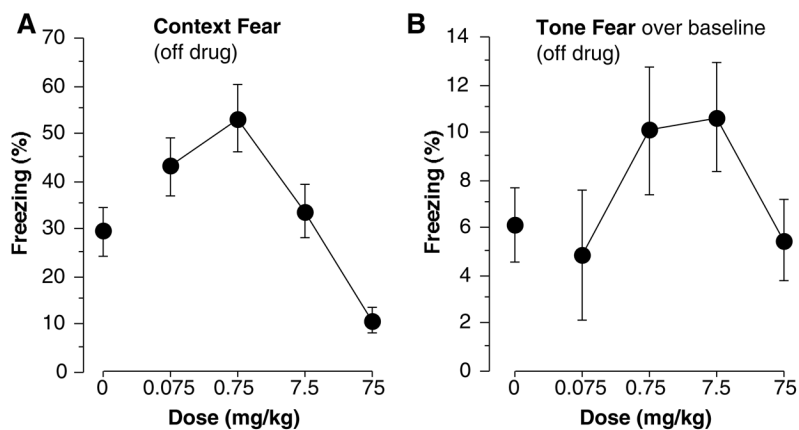 A
Context Fear
(off drug)
Freezing (%)
70
60
50
40
30
20
10
0
0 0.075 0.75 7.5 75
Dose (mg/kg)
B
Tone Fear over baseline
(off drug)
Freezing (%)
14
12
10
8
6
4
2
0
0 0.075 0.75 7.5 75
Dose (mg/kg)